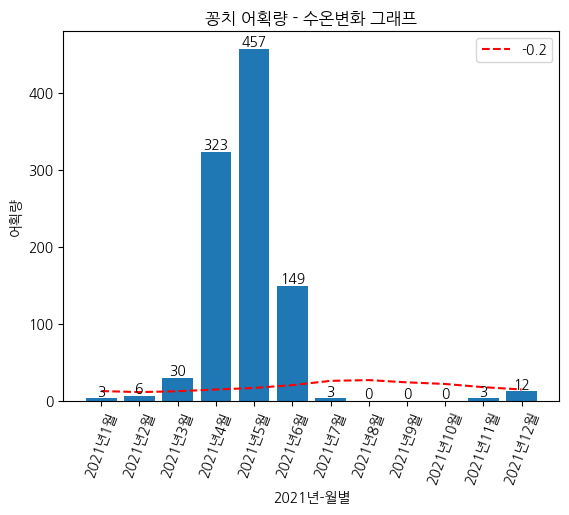 꽁치 어획량 - 수온변화 그래프
-0.2
어획량
400
300
200
100
0
3
6
30
323
457
149
3
0
0
0
3
12
2021년1월
2021년2월
2021년3월
2021년4월
2021년5월
2021년6월
2021년7월
2021년8월
2021년9월
2021년10월
2021년11월
2021년12월
2021년-월별